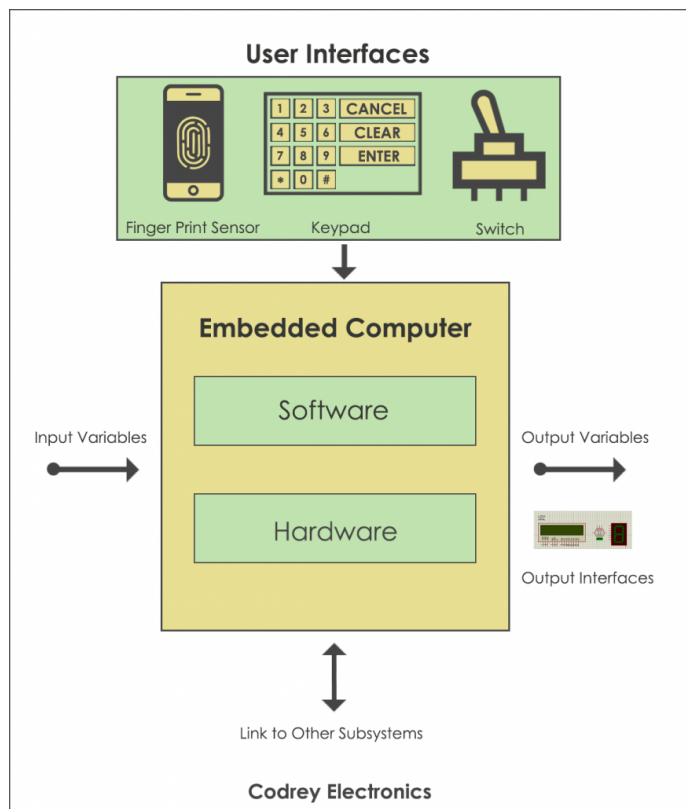 User Interfaces
1 2 3 CANCEL
4 5 6 CLEAR
7 8 9 ENTER
* 0 #
Finger Print Sensor Keypad Switch
Embedded Computer
Software
Input Variables
Output Variables
Hardware
Output Interfaces
Link to Other Subsystems
Codrey Electronics